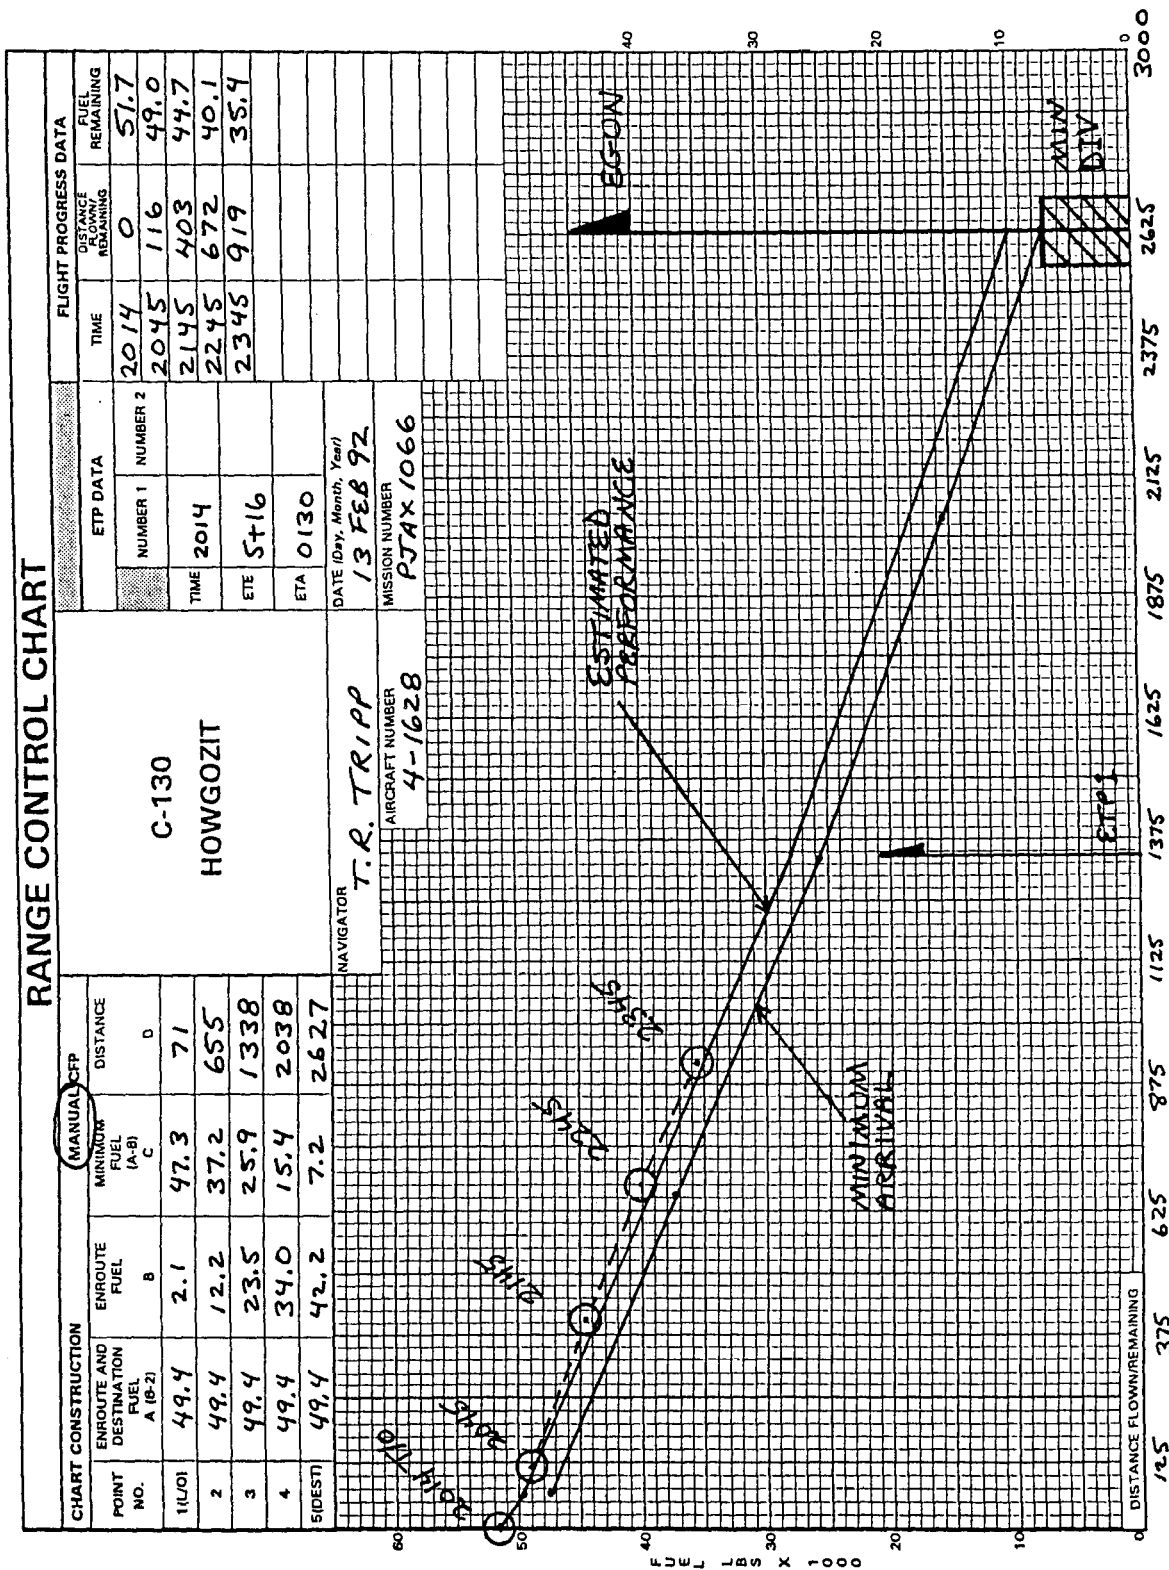 RANGE CONTROL CHART
CHART CONSTRUCTION
MANUAL/CFP
POINT NO.
ENROUTE AND DESTINATION FUEL A (8-2)
ENROUTE FUEL B
MINIMUM FUEL (A-B) C
DISTANCE D
1(L/O) 49.4 2.1 47.3 71
2 49.4 12.2 37.2 655
3 49.4 23.5 25.9 1338
4 49.4 34.0 15.4 2038
5(DEST) 49.4 42.2 7.2 2627
C-130
HOWGOZIT
NAVIGATOR
T.R. TRIPP
AIRCRAFT NUMBER
4-1628
ETP DATA
NUMBER 1 NUMBER 2
TIME 2014
ETE 5+16
ETA 0130
DATE (Day, Month, Year)
13 FEB 92
MISSION NUMBER
PJAX1066
FLIGHT PROGRESS DATA
TIME
DISTANCE FLOWN/REMAINING
FUEL REMAINING
2014 0 51.7
2045 116 49.0
2145 403 44.7
2245 672 40.1
2345 919 35.4
2014 T/O
2045
2145
2245
2345
ESTIMATED
PERFORMANCE
MINIMUM
ARRIVAL
ETP1
EGUN
MIN
DIV
FUEL LBS X 1000
60
50
40
30
20
10
0
40
30
20
10
0
DISTANCE FLOWN/REMAINING
125 375 625 875 1125 1375 1625 1875 2125 2375 2625 3000